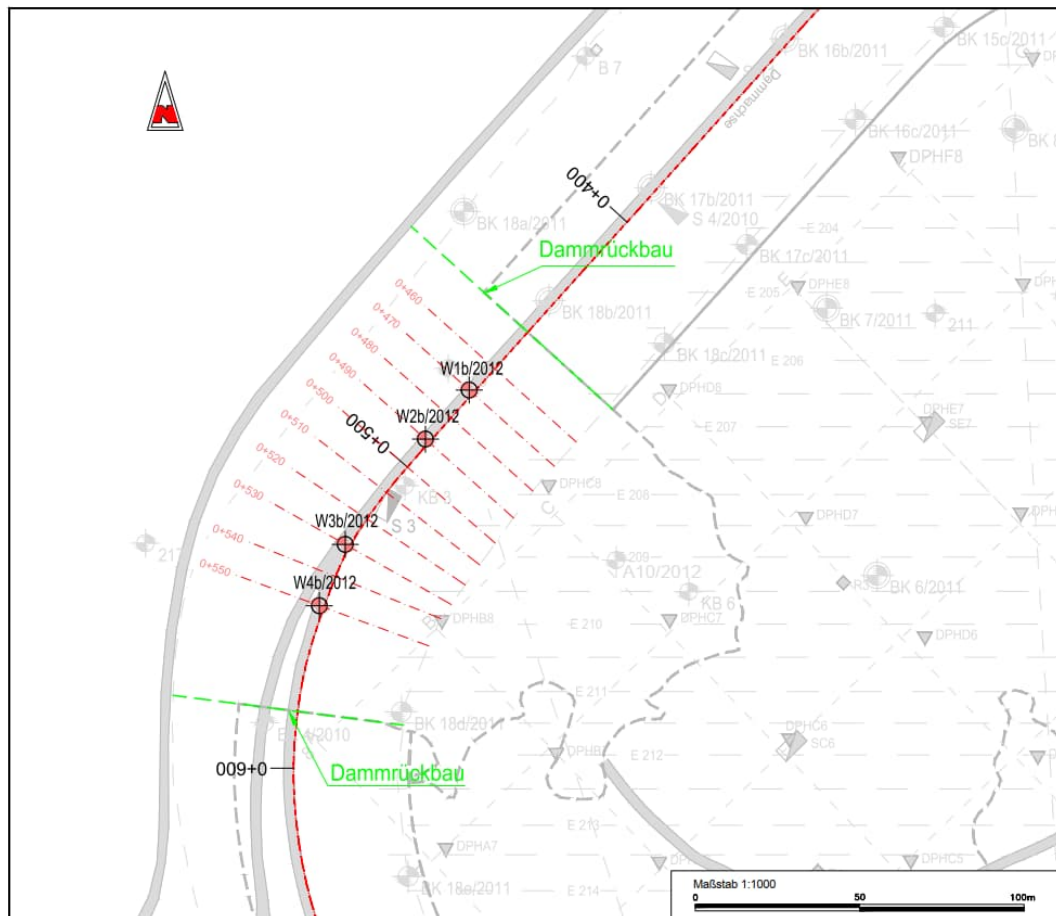 BK 15c/2011
BK 16b/2011
B 7
Dammachse
BK 16c/2011
DPHF8
BK 8
N
0+400
BK 17b/2011
BK 18a/2011
S 4/2010
E 204
Dammrückbau
BK 17c/2011
DPHE8
E 205
0+460
BK 18b/2011
BK 7/2011
211
0+470
0+480
BK 18c/2011
E 206
W1b/2012
0+490
DPHD8
D
0+500
W2b/2012
DPHE7
SE7
E 207
0+510
0+500
0+520
KB 3
DPHC8
E 208
0+530
S 3
C
DPHD7
W3b/2012
217
0+540
209
A10/2012
0+550
W4b/2012
BK 6/2011
R3
KB 6
DPHB8
B
E 210
DPHC7
DPHD6
E 211
BK 18d/2011
DPHC6
SC6
E 212
DPHB
0+600
Dammrückbau
E 213
DPHA7
DPHC5
BK 18e/2011
E 214
Maßstab 1:1000
0
50
100m